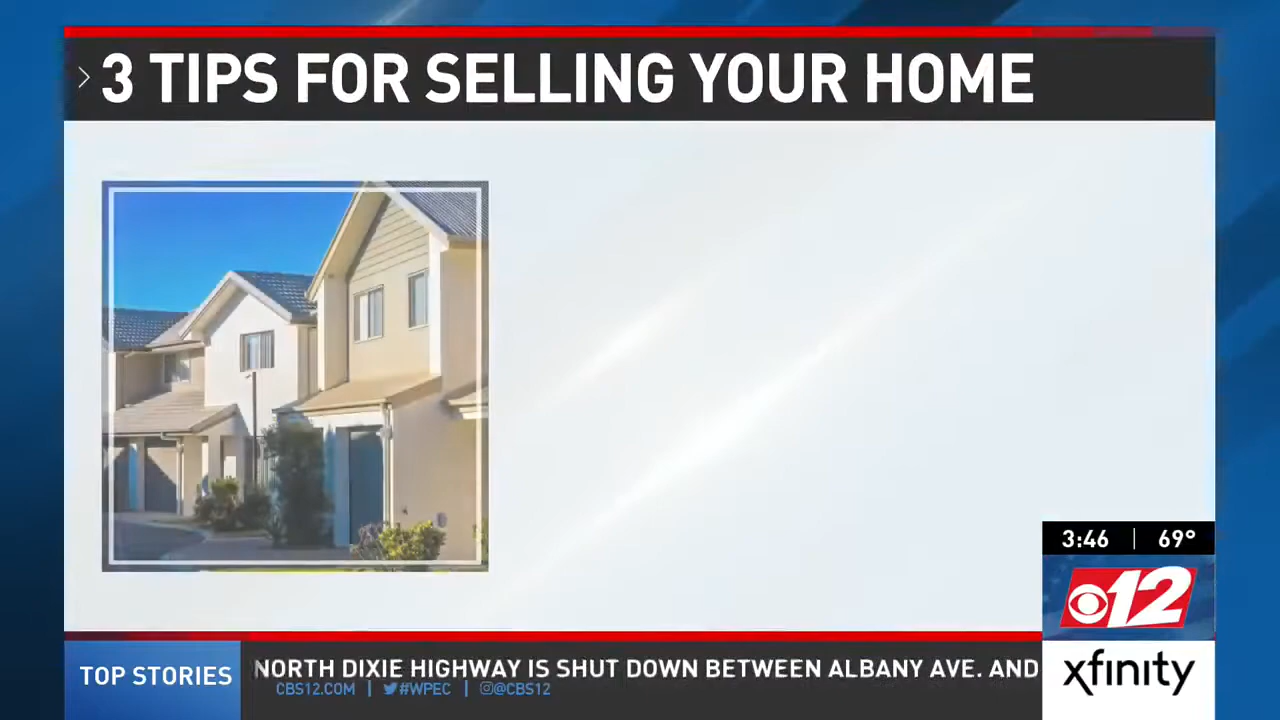 3 TIPS FOR SELLING YOUR HOME
3:46 | 69°
12
xfinity
TOP STORIES
NORTH DIXIE HIGHWAY IS SHUT DOWN BETWEEN ALBANY AVE. AND
CBS12.COM | #WPEC | @CBS12